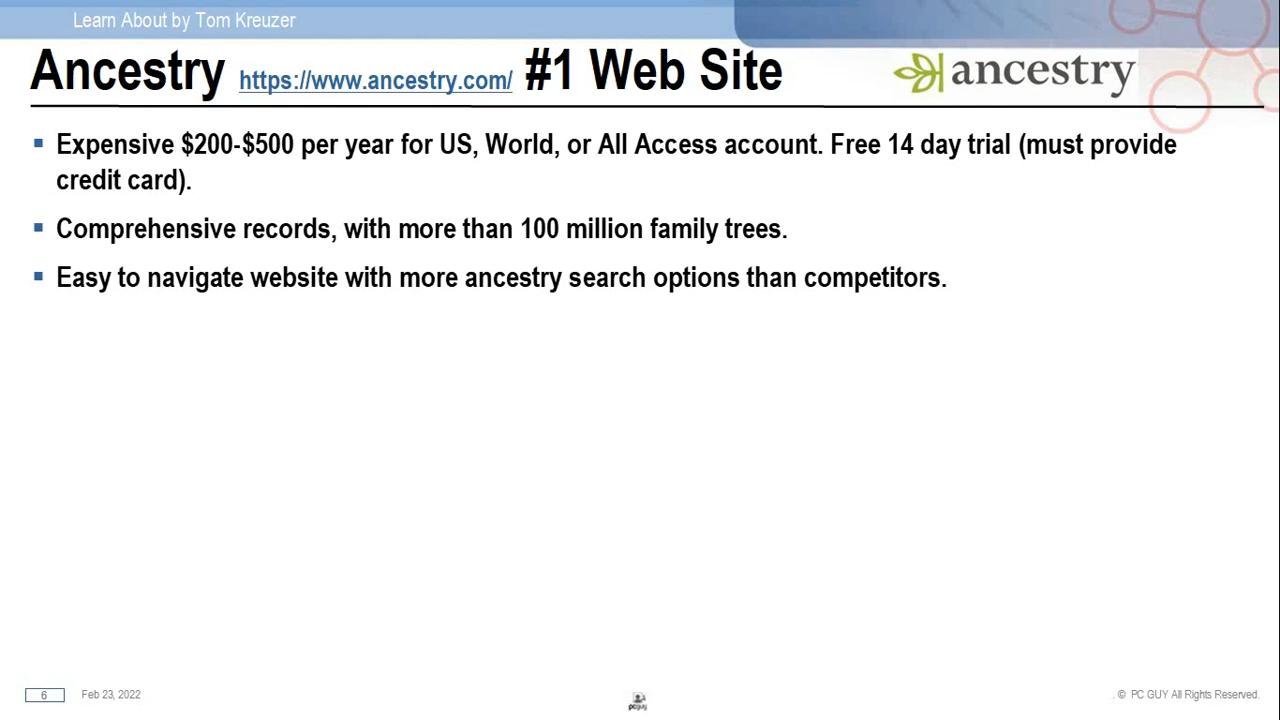 Learn About by Tom Kreuzer
Ancestry https://www.ancestry.com/ #1 Web Site
ancestry
Expensive $200-$500 per year for US, World, or All Access account. Free 14 day trial (must provide
credit card).
Comprehensive records, with more than 100 million family trees.
Easy to navigate website with more ancestry search options than competitors.
6
Feb 23, 2022
pcguy
. © PC GUY All Rights Reserved.